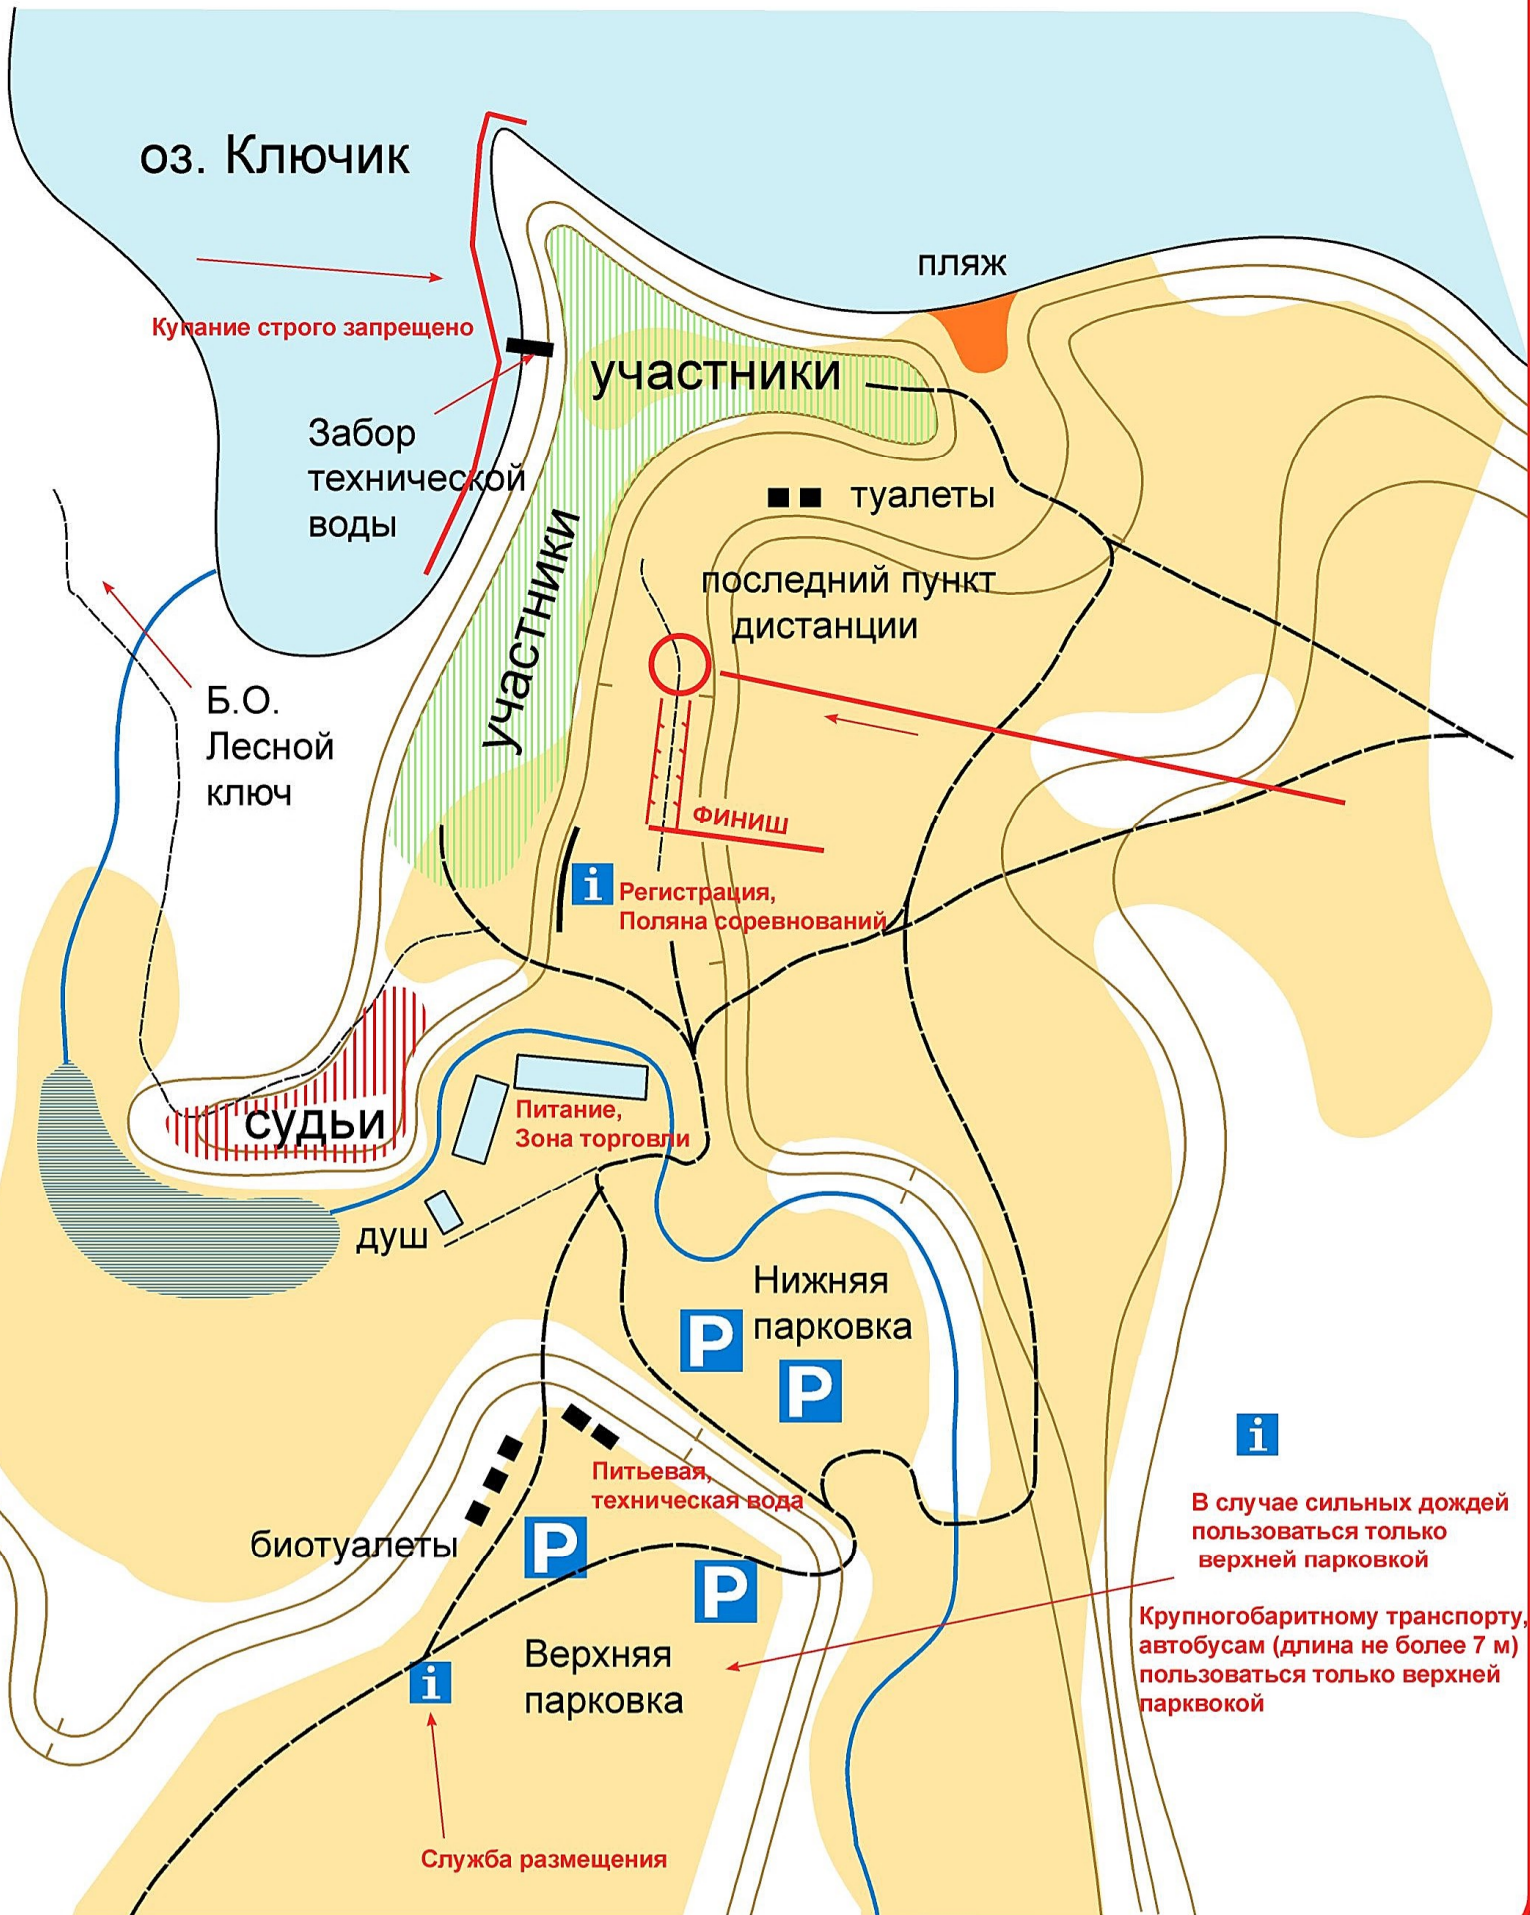 оз. Ключик
пляж
Купание строго запрещено
участники
Забор
технической
воды
туалеты
участники
последний пункт
дистанции
Б.О.
Лесной
ключ
ФИНИШ
i
Регистрация,
Поляна соревнований
судьи
Питание,
Зона торговли
душ
Нижняя
парковка
P
P
i
Питьевая,
техническая вода
В случае сильных дождей
пользоваться только
верхней парковкой
биотуалеты
P
P
Крупногобаритному транспорту,
автобусам (длина не более 7 м)
пользоваться только верхней
парквокой
Верхняя
парковка
i
Служба размещения